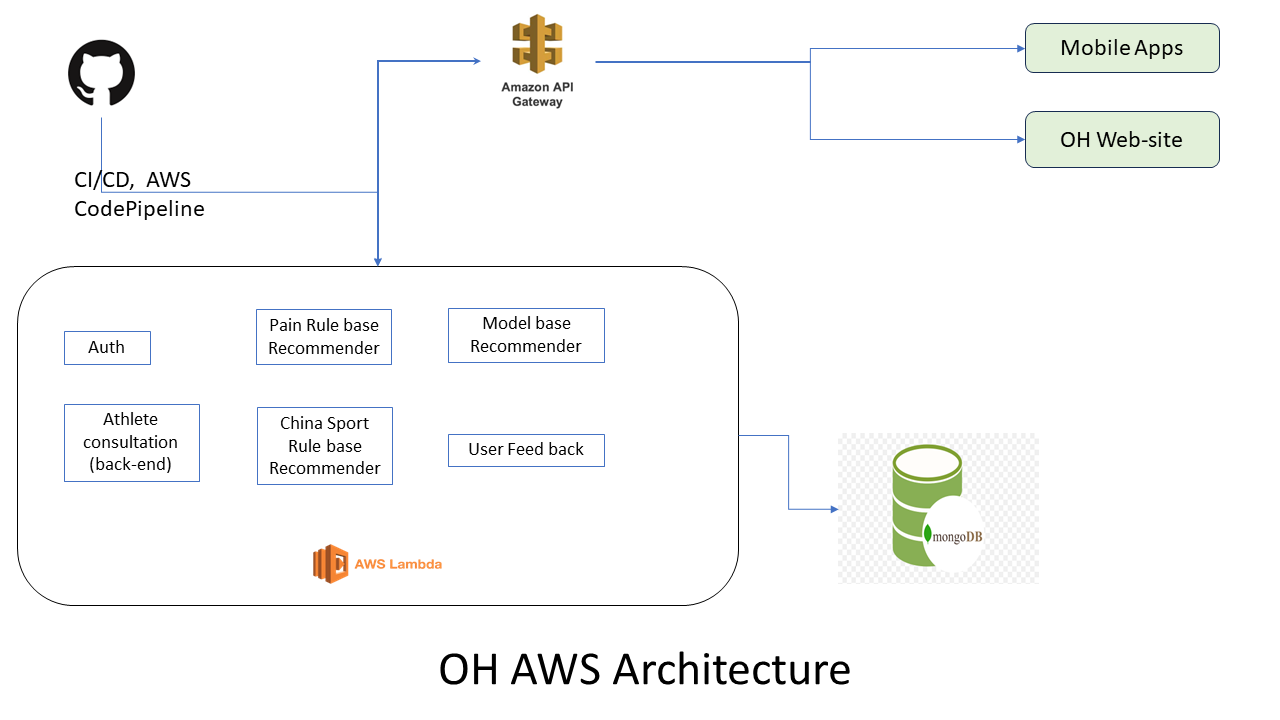 Amazon API
Gateway
Mobile Apps
OH Web-site
CI/CD,  AWS
CodePipeline
Auth
Pain Rule base
Recommender
Model base
Recommender
Athlete
consultation
(back-end)
China Sport
Rule base
Recommender
User Feed back
AWS Lambda
mongoDB
OH AWS Architecture